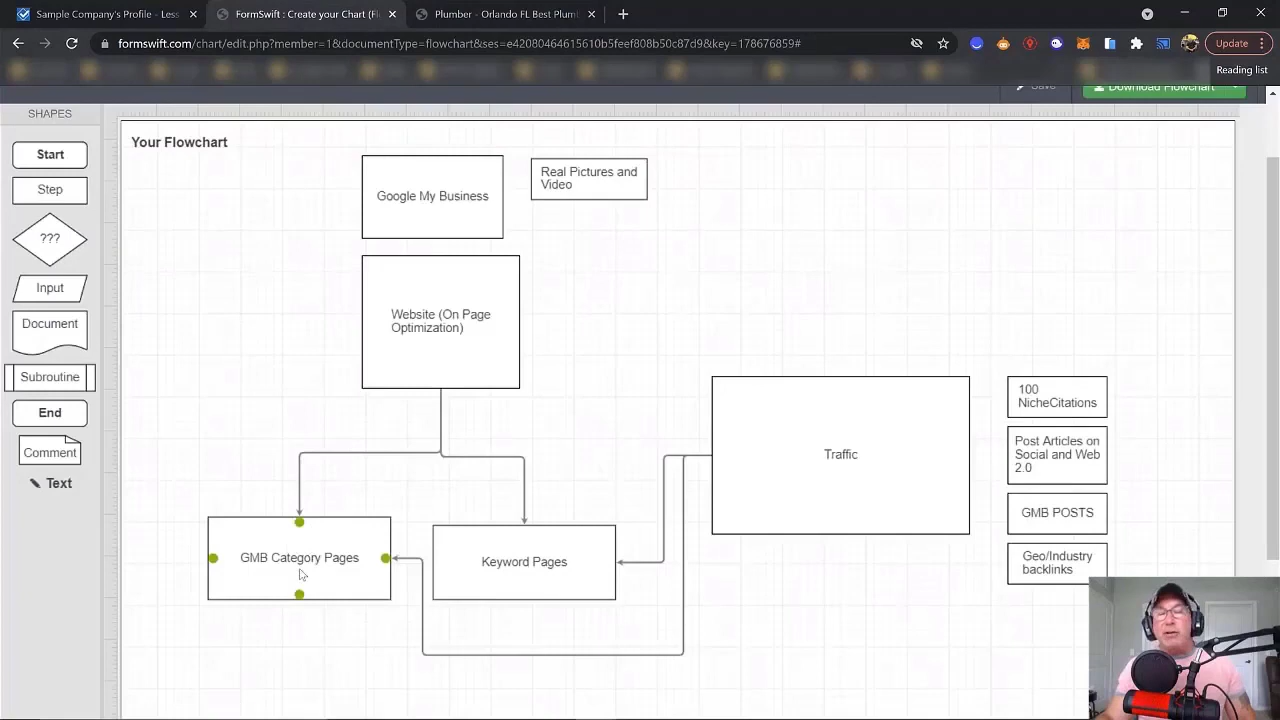 Sample Company's Profile - Less
FormSwift : Create your Chart (Fl
Plumber - Orlando FL Best Plumb
formswift.com/chart/edit.php?member=1&documentType=flowchart&ses=e42080464615610b5feef808b50c87d9&key=178676859#
Update
Reading list
Save
Download Flowchart
SHAPES
Start
Step
???
Input
Document
Subroutine
End
Comment
Text
Your Flowchart
Google My Business
Real Pictures and
Video
Website (On Page
Optimization)
Traffic
100
NicheCitations
Post Articles on
Social and Web
2.0
GMB POSTS
Geo/Industry
backlinks
GMB Category Pages
Keyword Pages